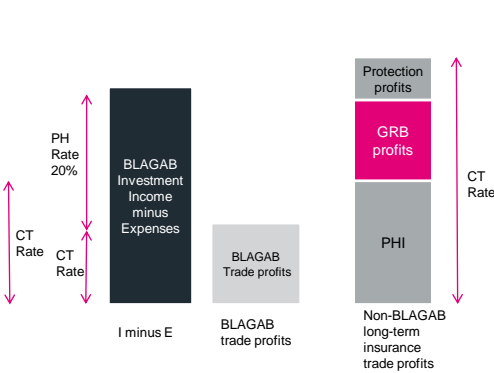 Protection
profits
GRB
profits
PHI
CT
Rate
PH
Rate
20%
BLAGAB
Investment
Income
minus
Expenses
CT
Rate
CT
Rate
BLAGAB
Trade profits
I minus E
BLAGAB
trade profits
Non-BLAGAB
long-term
insurance
trade profits